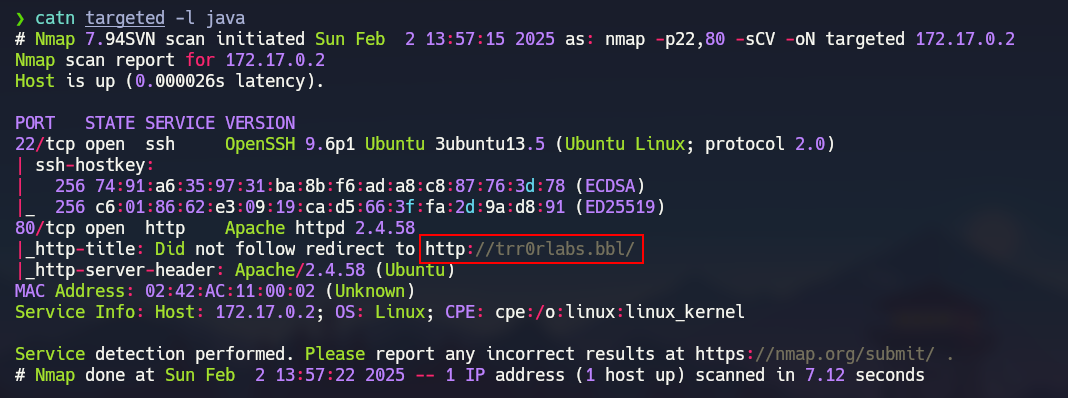 ❯ catn targeted -l java
# Nmap 7.94SVN scan initiated Sun Feb  2 13:57:15 2025 as: nmap -p22,80 -sCV -oN targeted 172.17.0.2
Nmap scan report for 172.17.0.2
Host is up (0.000026s latency).
PORT   STATE SERVICE VERSION
22/tcp open  ssh     OpenSSH 9.6p1 Ubuntu 3ubuntu13.5 (Ubuntu Linux; protocol 2.0)
| ssh-hostkey:
|   256 74:91:a6:35:97:31:ba:8b:f6:ad:a8:c8:87:76:3d:78 (ECDSA)
|_  256 c6:01:86:62:e3:09:19:ca:d5:66:3f:fa:2d:9a:d8:91 (ED25519)
80/tcp open  http    Apache httpd 2.4.58
|_http-title: Did not follow redirect to http://trr0rlabs.bbl/
|_http-server-header: Apache/2.4.58 (Ubuntu)
MAC Address: 02:42:AC:11:00:02 (Unknown)
Service Info: Host: 172.17.0.2; OS: Linux; CPE: cpe:/o:linux:linux_kernel
Service detection performed. Please report any incorrect results at https://nmap.org/submit/ .
# Nmap done at Sun Feb  2 13:57:22 2025 -- 1 IP address (1 host up) scanned in 7.12 seconds